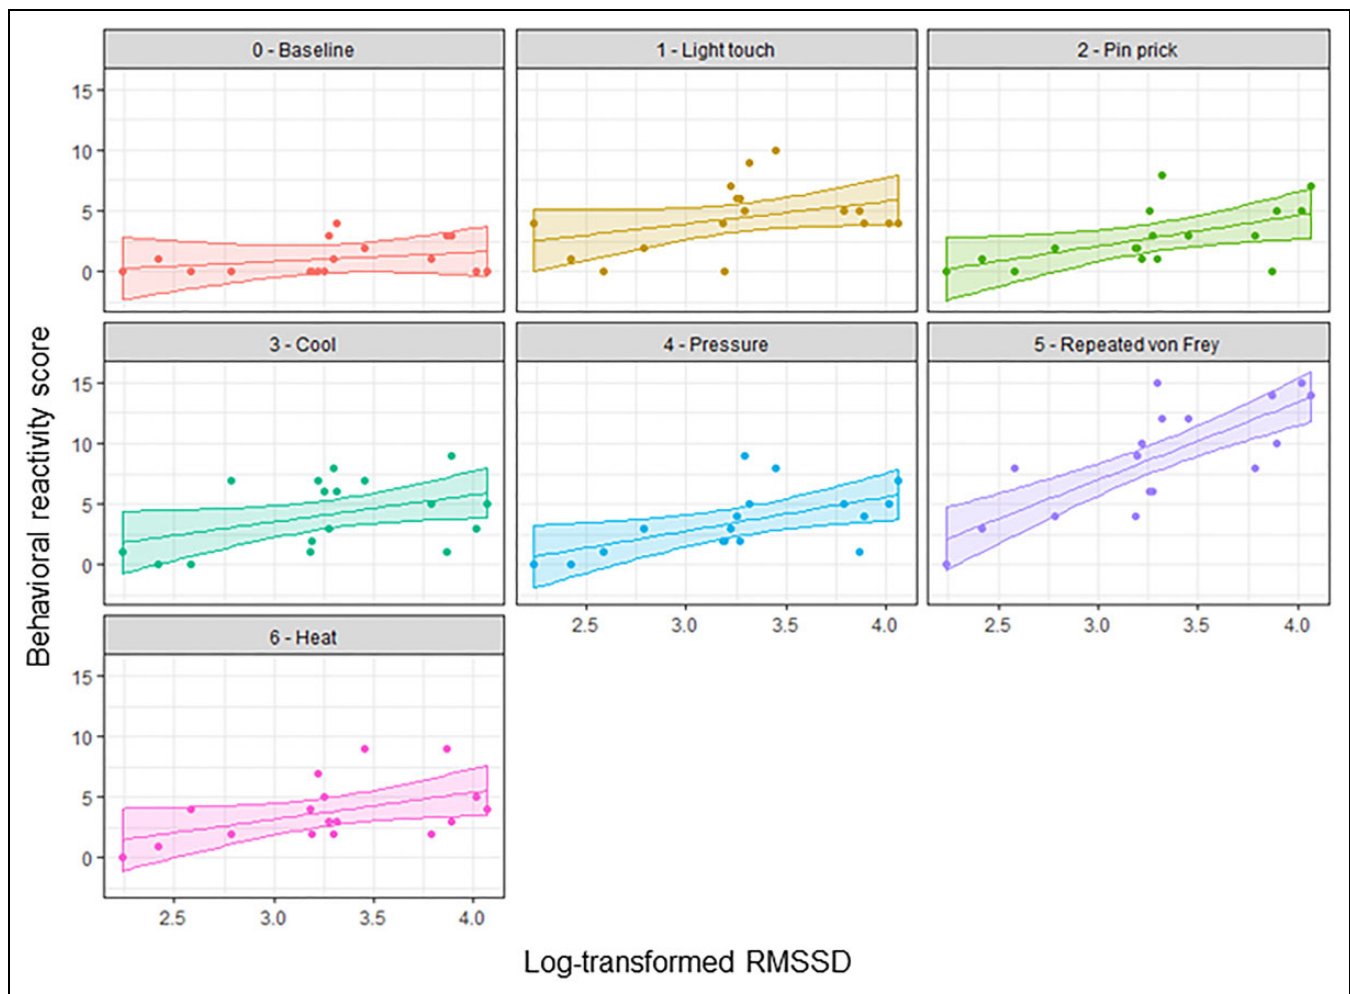 0 - Baseline
1 - Light touch
2 - Pin prick
15
10
5
0
3 - Cool
4 - Pressure
5 - Repeated von Frey
15
10
5
0
2.5 3.0 3.5 4.0
2.5 3.0 3.5 4.0
6 - Heat
15
10
5
0
2.5 3.0 3.5 4.0
Behavioral reactivity score
Log-transformed RMSSD